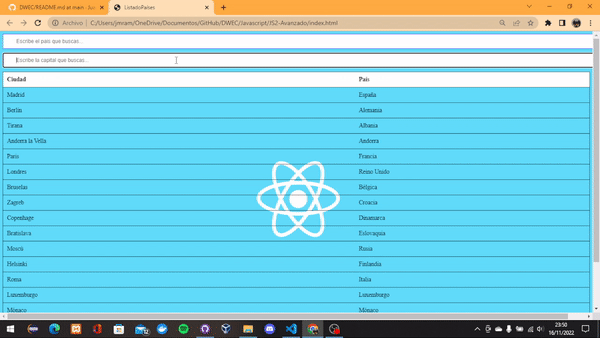 DWEC/README.md at main · Jua
ListadoPaises
Archivo | C:/Users/jmram/OneDrive/Documentos/GitHub/DWEC/Javascript/JS2-Avanzado/index.html
Escribe el país que buscas...
Escribe la capital que buscas...
Ciudad País
Madrid España
Berlín Alemania
Tirana Albania
Andorra la Vella Andorra
París Francia
Londres Reino Unido
Bruselas Bélgica
Zagreb Croacia
Copenhage Dinamarca
Bratislava Eslovaquia
Moscú Rusia
Helsinki Finlandia
Roma Italia
Luxemburgo Luxemburgo
Mónaco Mónaco
23:50
16/11/2022